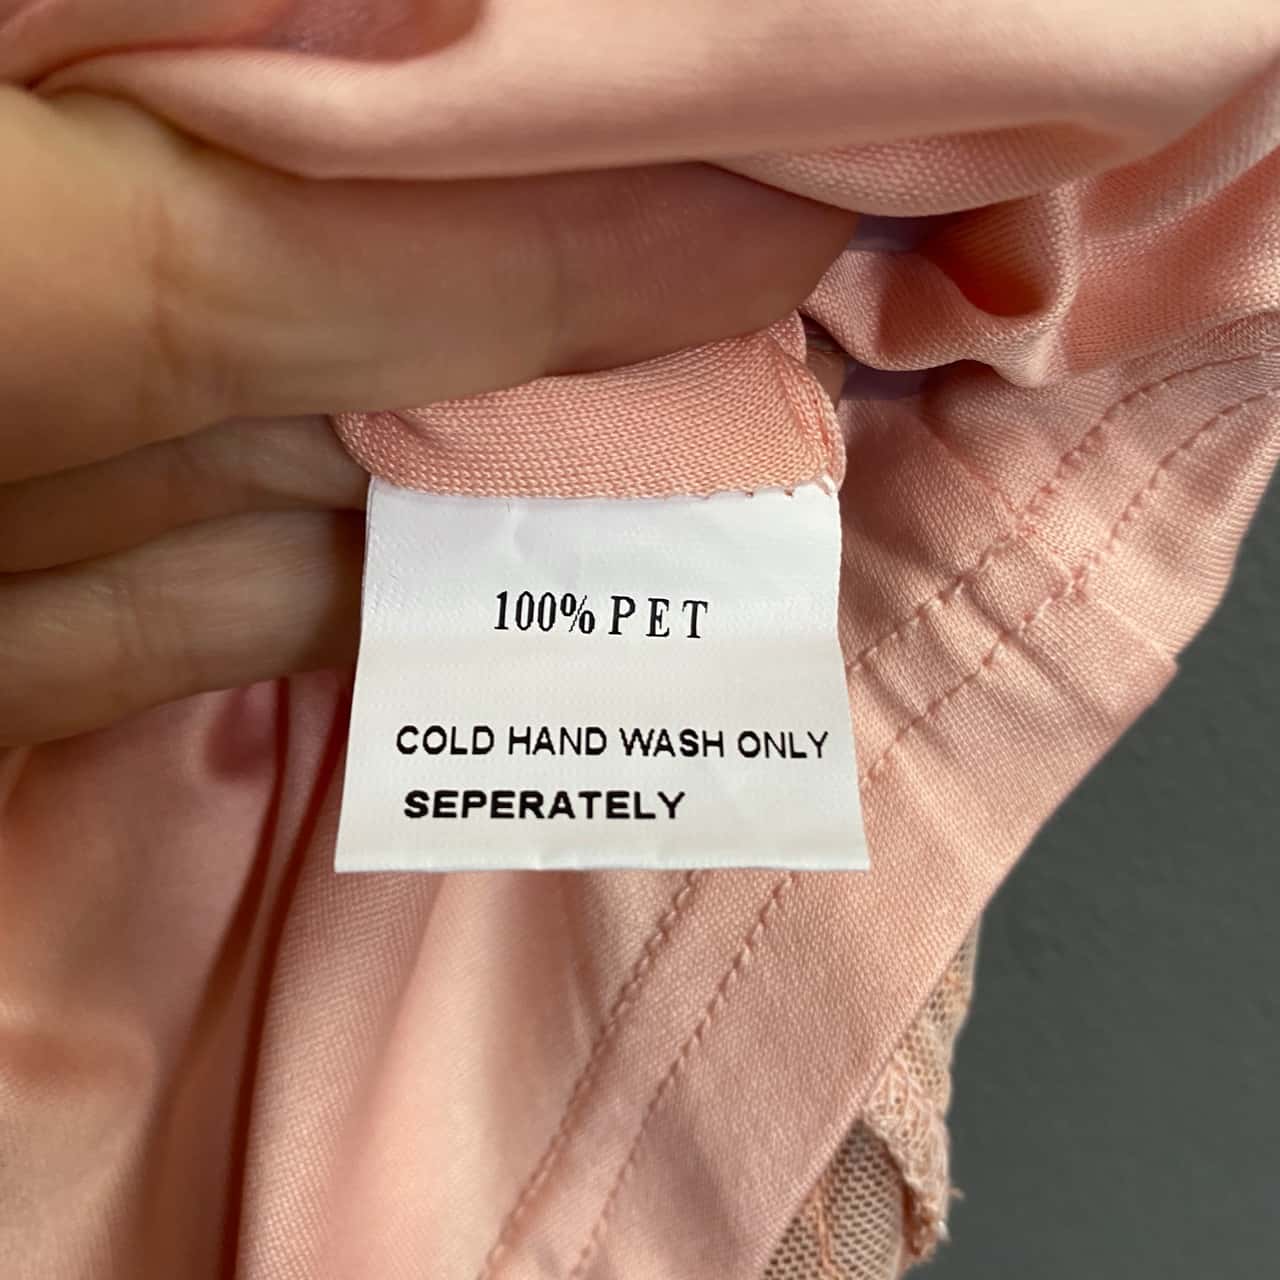 100% PET
COLD HAND WASH ONLY
SEPERATELY